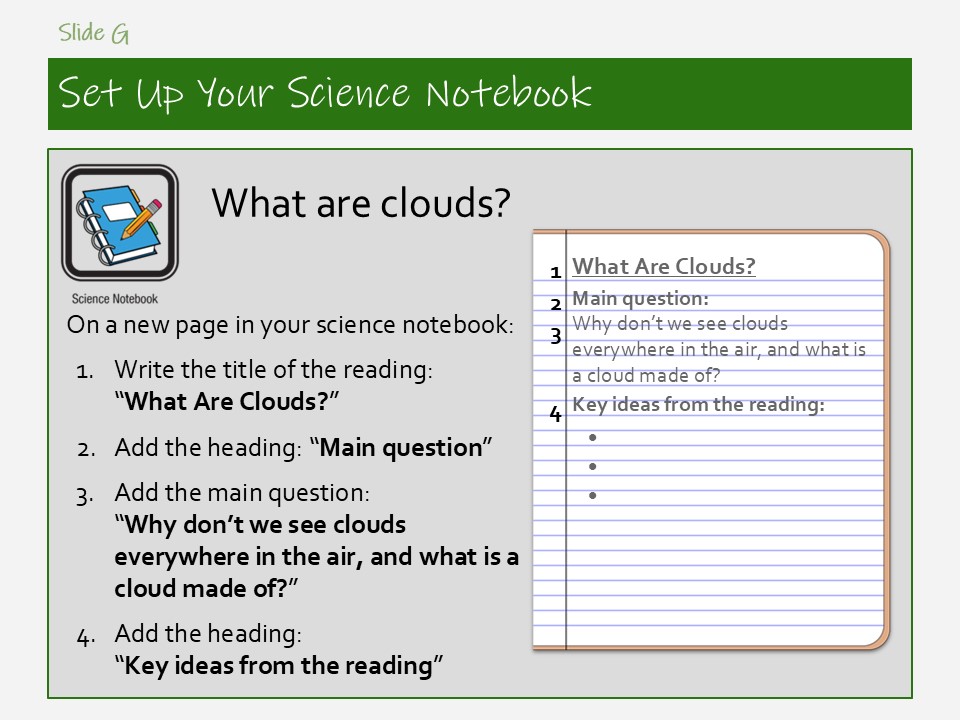 Slide G
Set Up Your Science Notebook
What are clouds?
Science Notebook
On a new page in your science notebook:
1. Write the title of the reading:
“What Are Clouds?”
2. Add the heading: “Main question”
3. Add the main question:
“Why don’t we see clouds
everywhere in the air, and what is a
cloud made of?”
4. Add the heading:
“Key ideas from the reading”
1 What Are Clouds?
2 Main question:
3 Why don’t we see clouds
everywhere in the air, and what is
a cloud made of?
4 Key ideas from the reading:
•
•
•